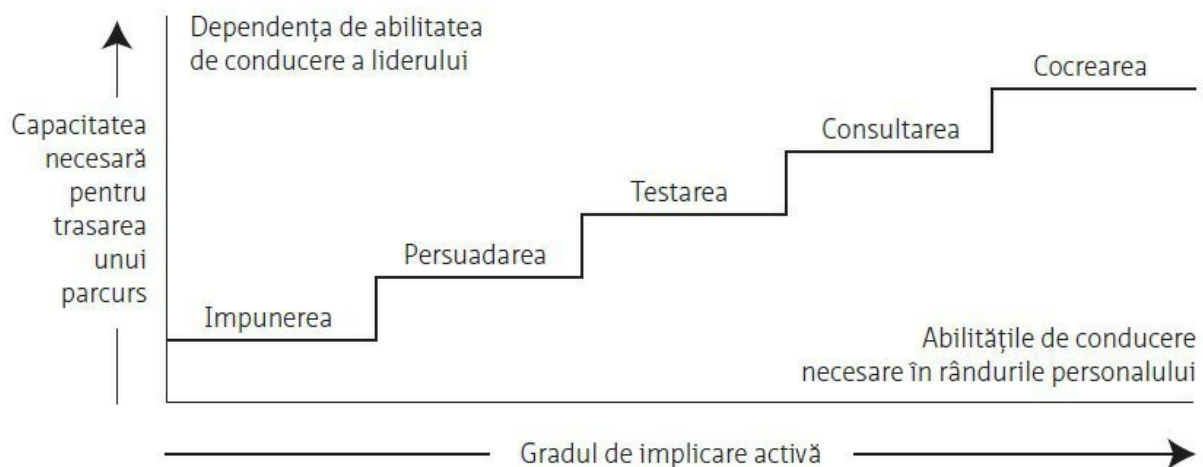 Dependența de abilitatea
de conducere a liderului
Capacitatea
necesară
pentru
trasarea
unui
parcurs
Cocrearea
Consultarea
Testarea
Persuadarea
Impunerea
Abilitățile de conducere
necesare în rândurile personalului
Gradul de implicare activă